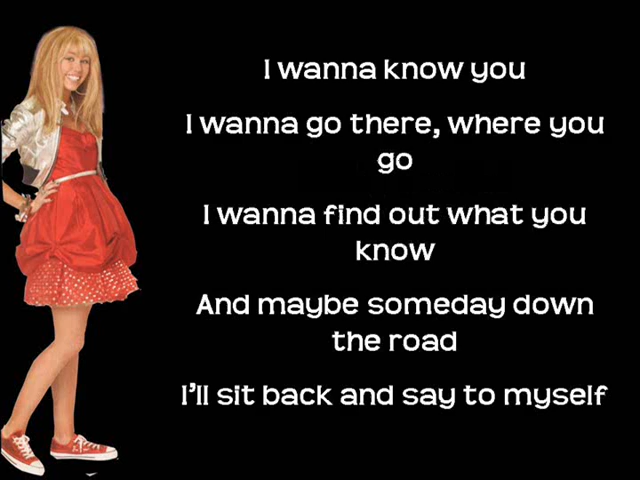 I wanna know you
I wanna go there, where you
go
I wanna find out what you
know
And maybe someday down
the road
I'll sit back and say to myself